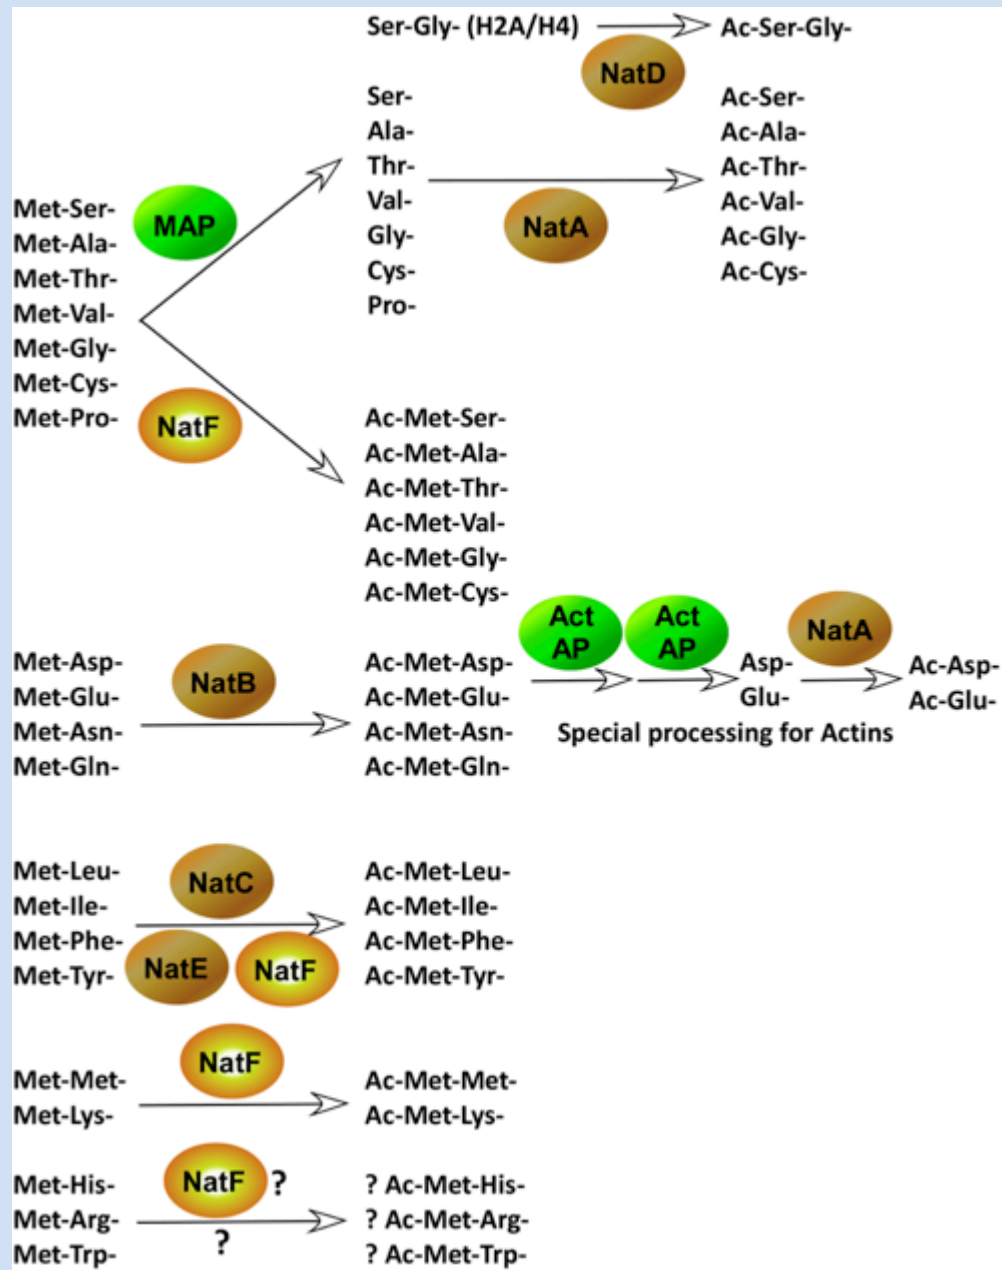 Ser-Gly- (H2A/H4)
Ac-Ser-Gly-
NatD
Ser-
Ala-
Thr-
Val-
Gly-
Cys-
Pro-
NatA
Ac-Ser-
Ac-Ala-
Ac-Thr-
Ac-Val-
Ac-Gly-
Ac-Cys-
MAP
Met-Ser-
Met-Ala-
Met-Thr-
Met-Val-
Met-Gly-
Met-Cys-
Met-Pro-
NatF
Ac-Met-Ser-
Ac-Met-Ala-
Ac-Met-Thr-
Ac-Met-Val-
Ac-Met-Gly-
Ac-Met-Cys-
Met-Asp-
Met-Glu-
Met-Asn-
Met-Gln-
NatB
Ac-Met-Asp-
Ac-Met-Glu-
Ac-Met-Asn-
Ac-Met-Gln-
Act
AP
Act
AP
Asp-
Glu-
NatA
Ac-Asp-
Ac-Glu-
Special processing for Actins
Met-Leu-
Met-Ile-
Met-Phe-
Met-Tyr-
NatC
NatE
NatF
Ac-Met-Leu-
Ac-Met-Ile-
Ac-Met-Phe-
Ac-Met-Tyr-
Met-Met-
Met-Lys-
NatF
Ac-Met-Met-
Ac-Met-Lys-
Met-His-
Met-Arg-
Met-Trp-
NatF ?
?
? Ac-Met-His-
? Ac-Met-Arg-
? Ac-Met-Trp-